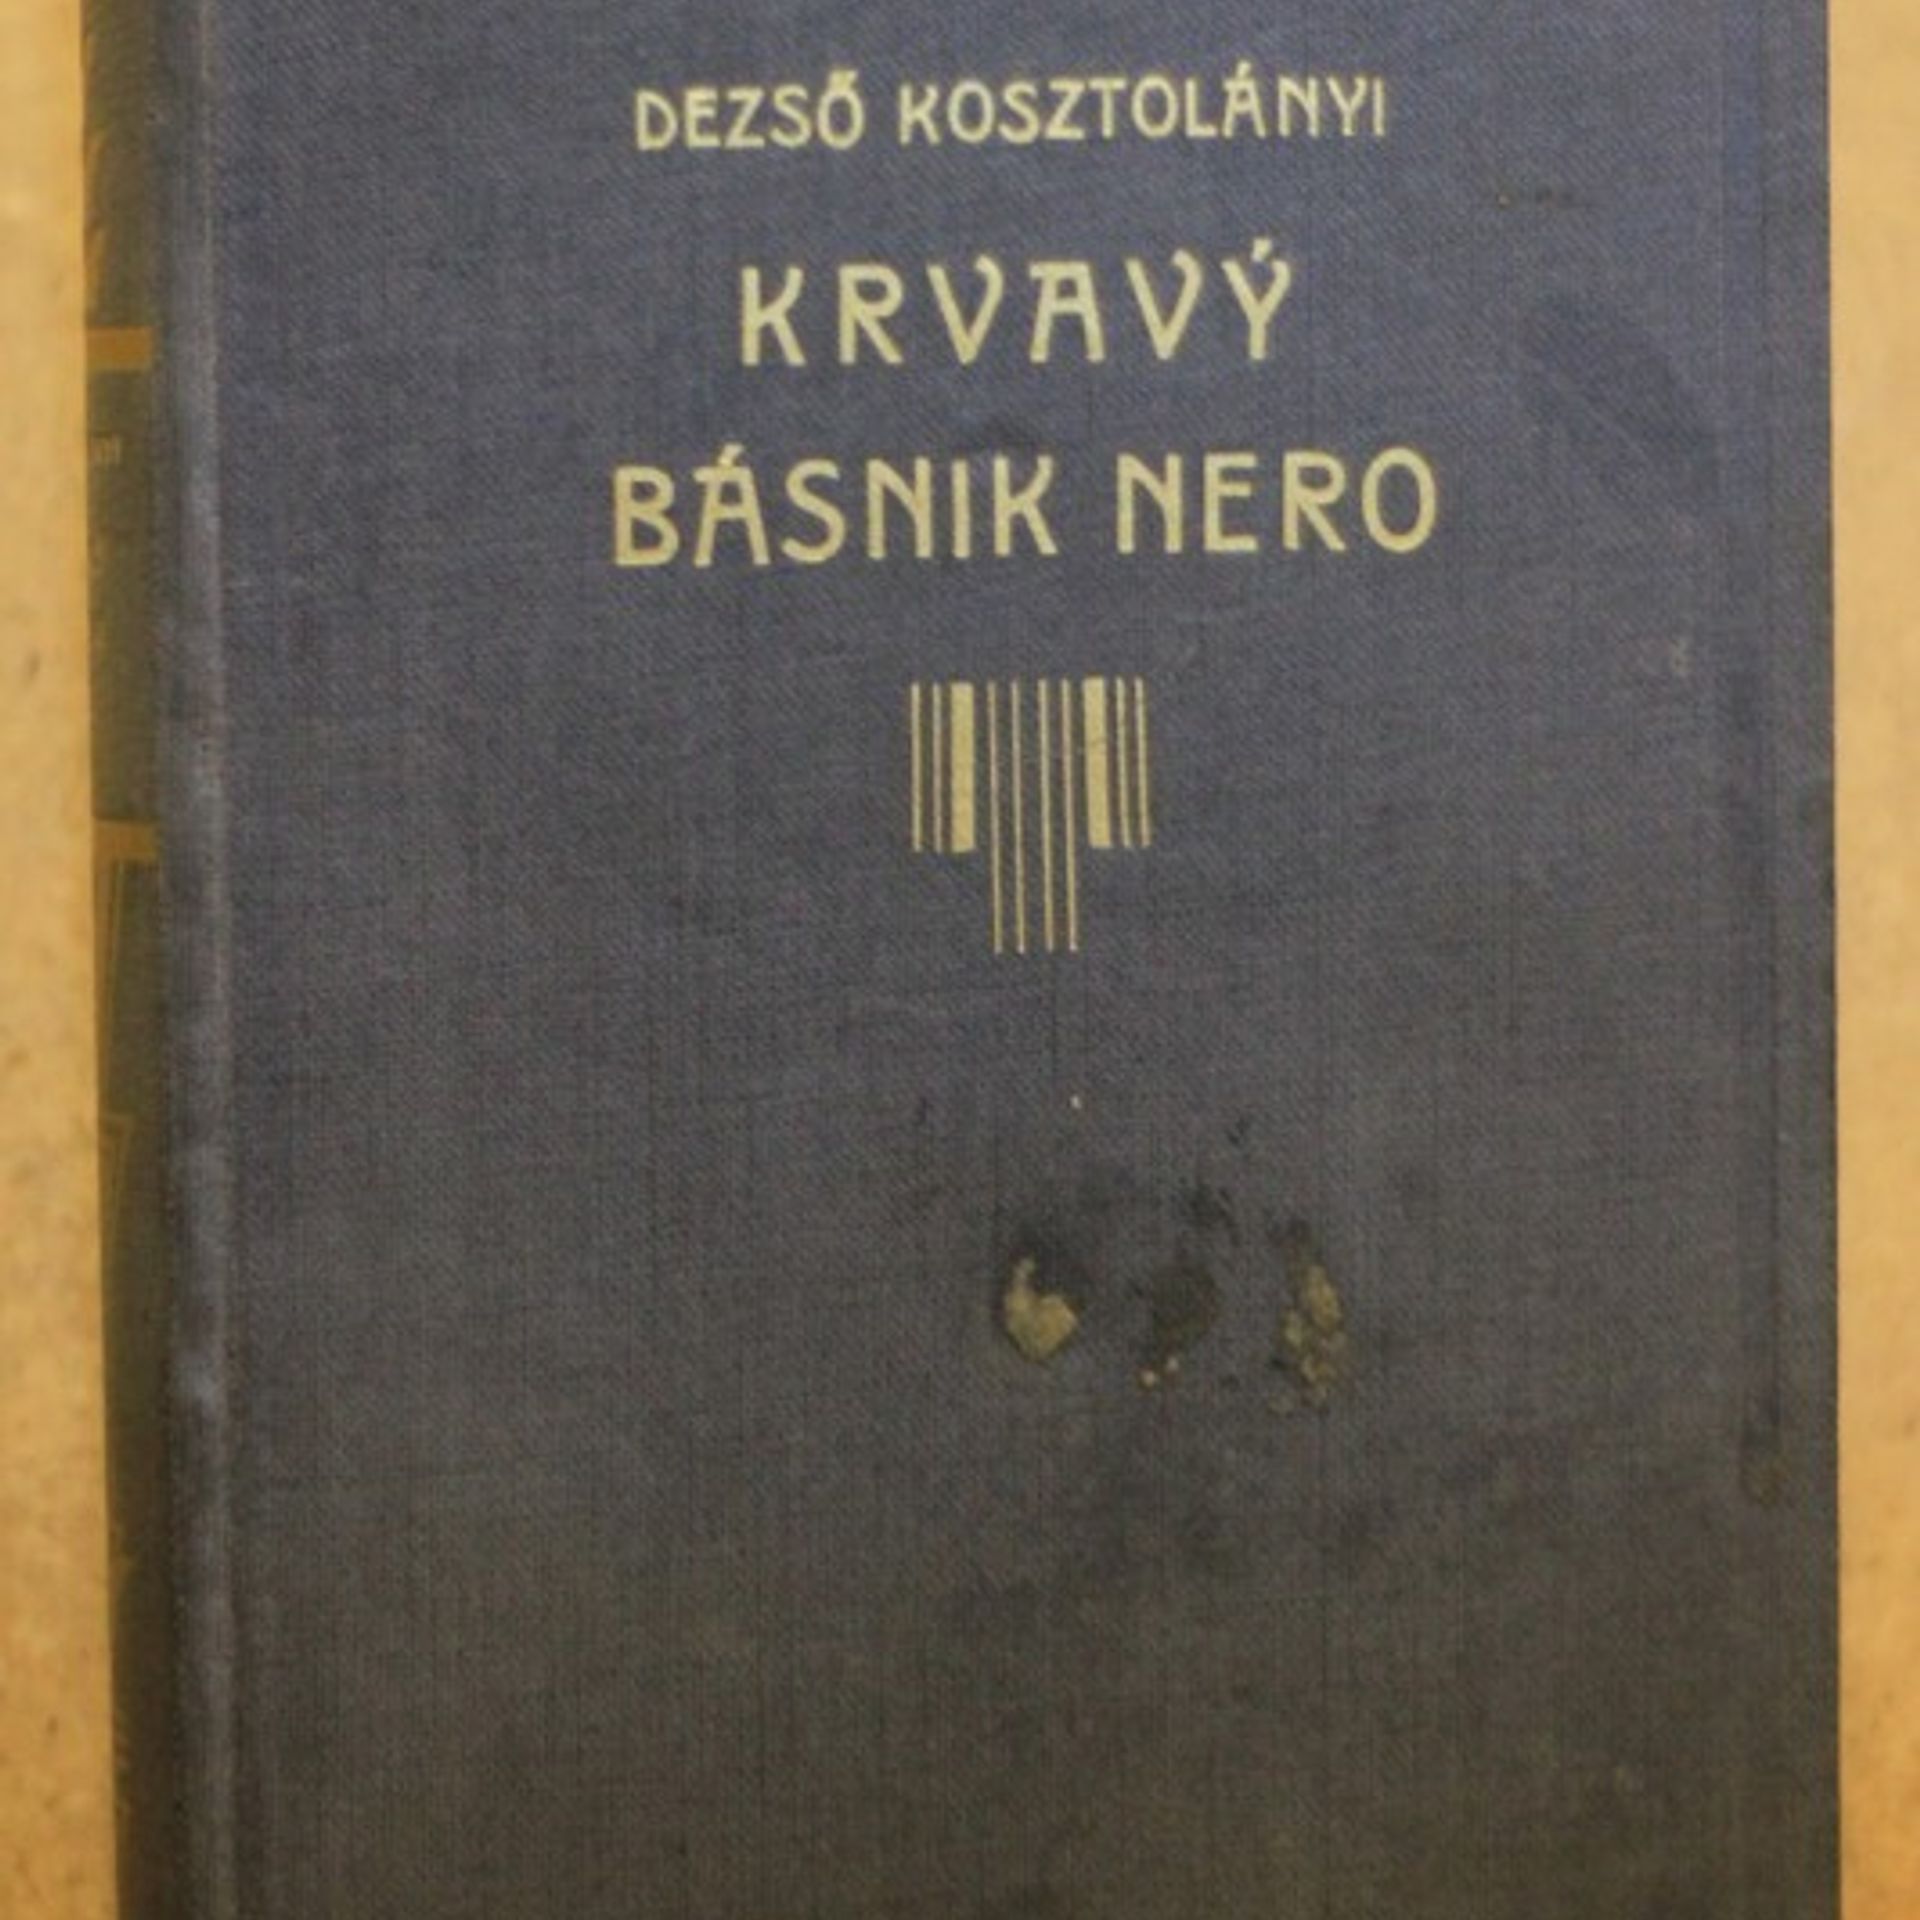 DEZSŐ KOSZTOLÁNYI
KRVAVÝ
BÁSNIK NERO